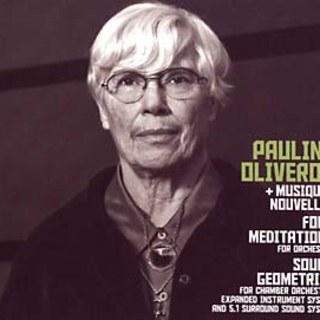 PAULIN
OLIVERO
+ MUSIQU
NOUVELL
FO
MEDITATIO
FOR ORCHES
SOU
GEOMETRI
FOR CHAMBER ORCHEST
EXPANDED INSTRUMENT SYS
AND 5.1 SURROUND SOUND SYS